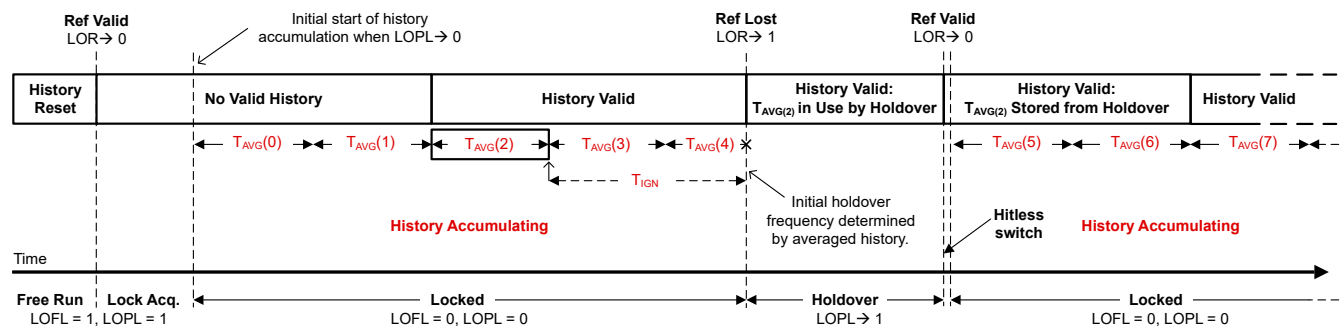 Ref Valid
LOR→ 0
Initial start of history
accumulation when LOPL→ 0
Ref Lost
LOR→ 1
Ref Valid
LOR→ 0
History
Reset
No Valid History
History Valid
History Valid:
TAVG(2) in Use by Holdover
History Valid:
TAVG(2) Stored from Holdover
History Valid
TAVG(0)
TAVG(1)
TAVG(2)
TAVG(3)
TAVG(4)
TAVG(5)
TAVG(6)
TAVG(7)
TIGN
History Accumulating
Initial holdover
frequency determined
by averaged history.
Hitless
switch
History Accumulating
Time
Free Run
Lock Acq.
LOFL = 1, LOPL = 1
Locked
LOFL = 0, LOPL = 0
Holdover
LOPL→ 1
Locked
LOFL = 0, LOPL = 0